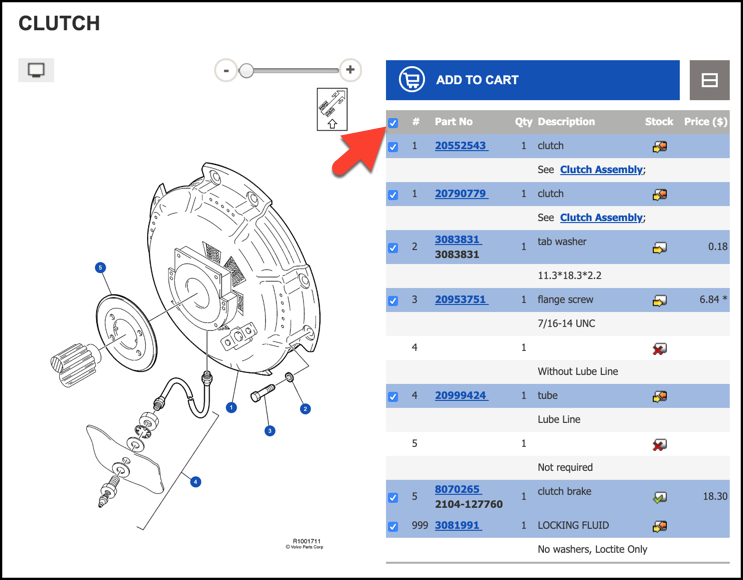 CLUTCH
- +
ADD TO CART
# Part No Qty Description Stock Price ($)
1 20552543 1 clutch
See Clutch Assembly;
1 20790779 1 clutch
See Clutch Assembly;
2 3083831 1 tab washer 0.18
3083831
11.3*18.3*2.2
3 20953751 1 flange screw 6.84 *
7/16-14 UNC
4 1
Without Lube Line
4 20999424 1 tube
Lube Line
5 1
Not required
5 8070265 1 clutch brake 18.30
2104-127760
999 3081991 1 LOCKING FLUID
No washers, Loctite Only
5
1
2
3
4
R1001711
© Volvo Parts Corp